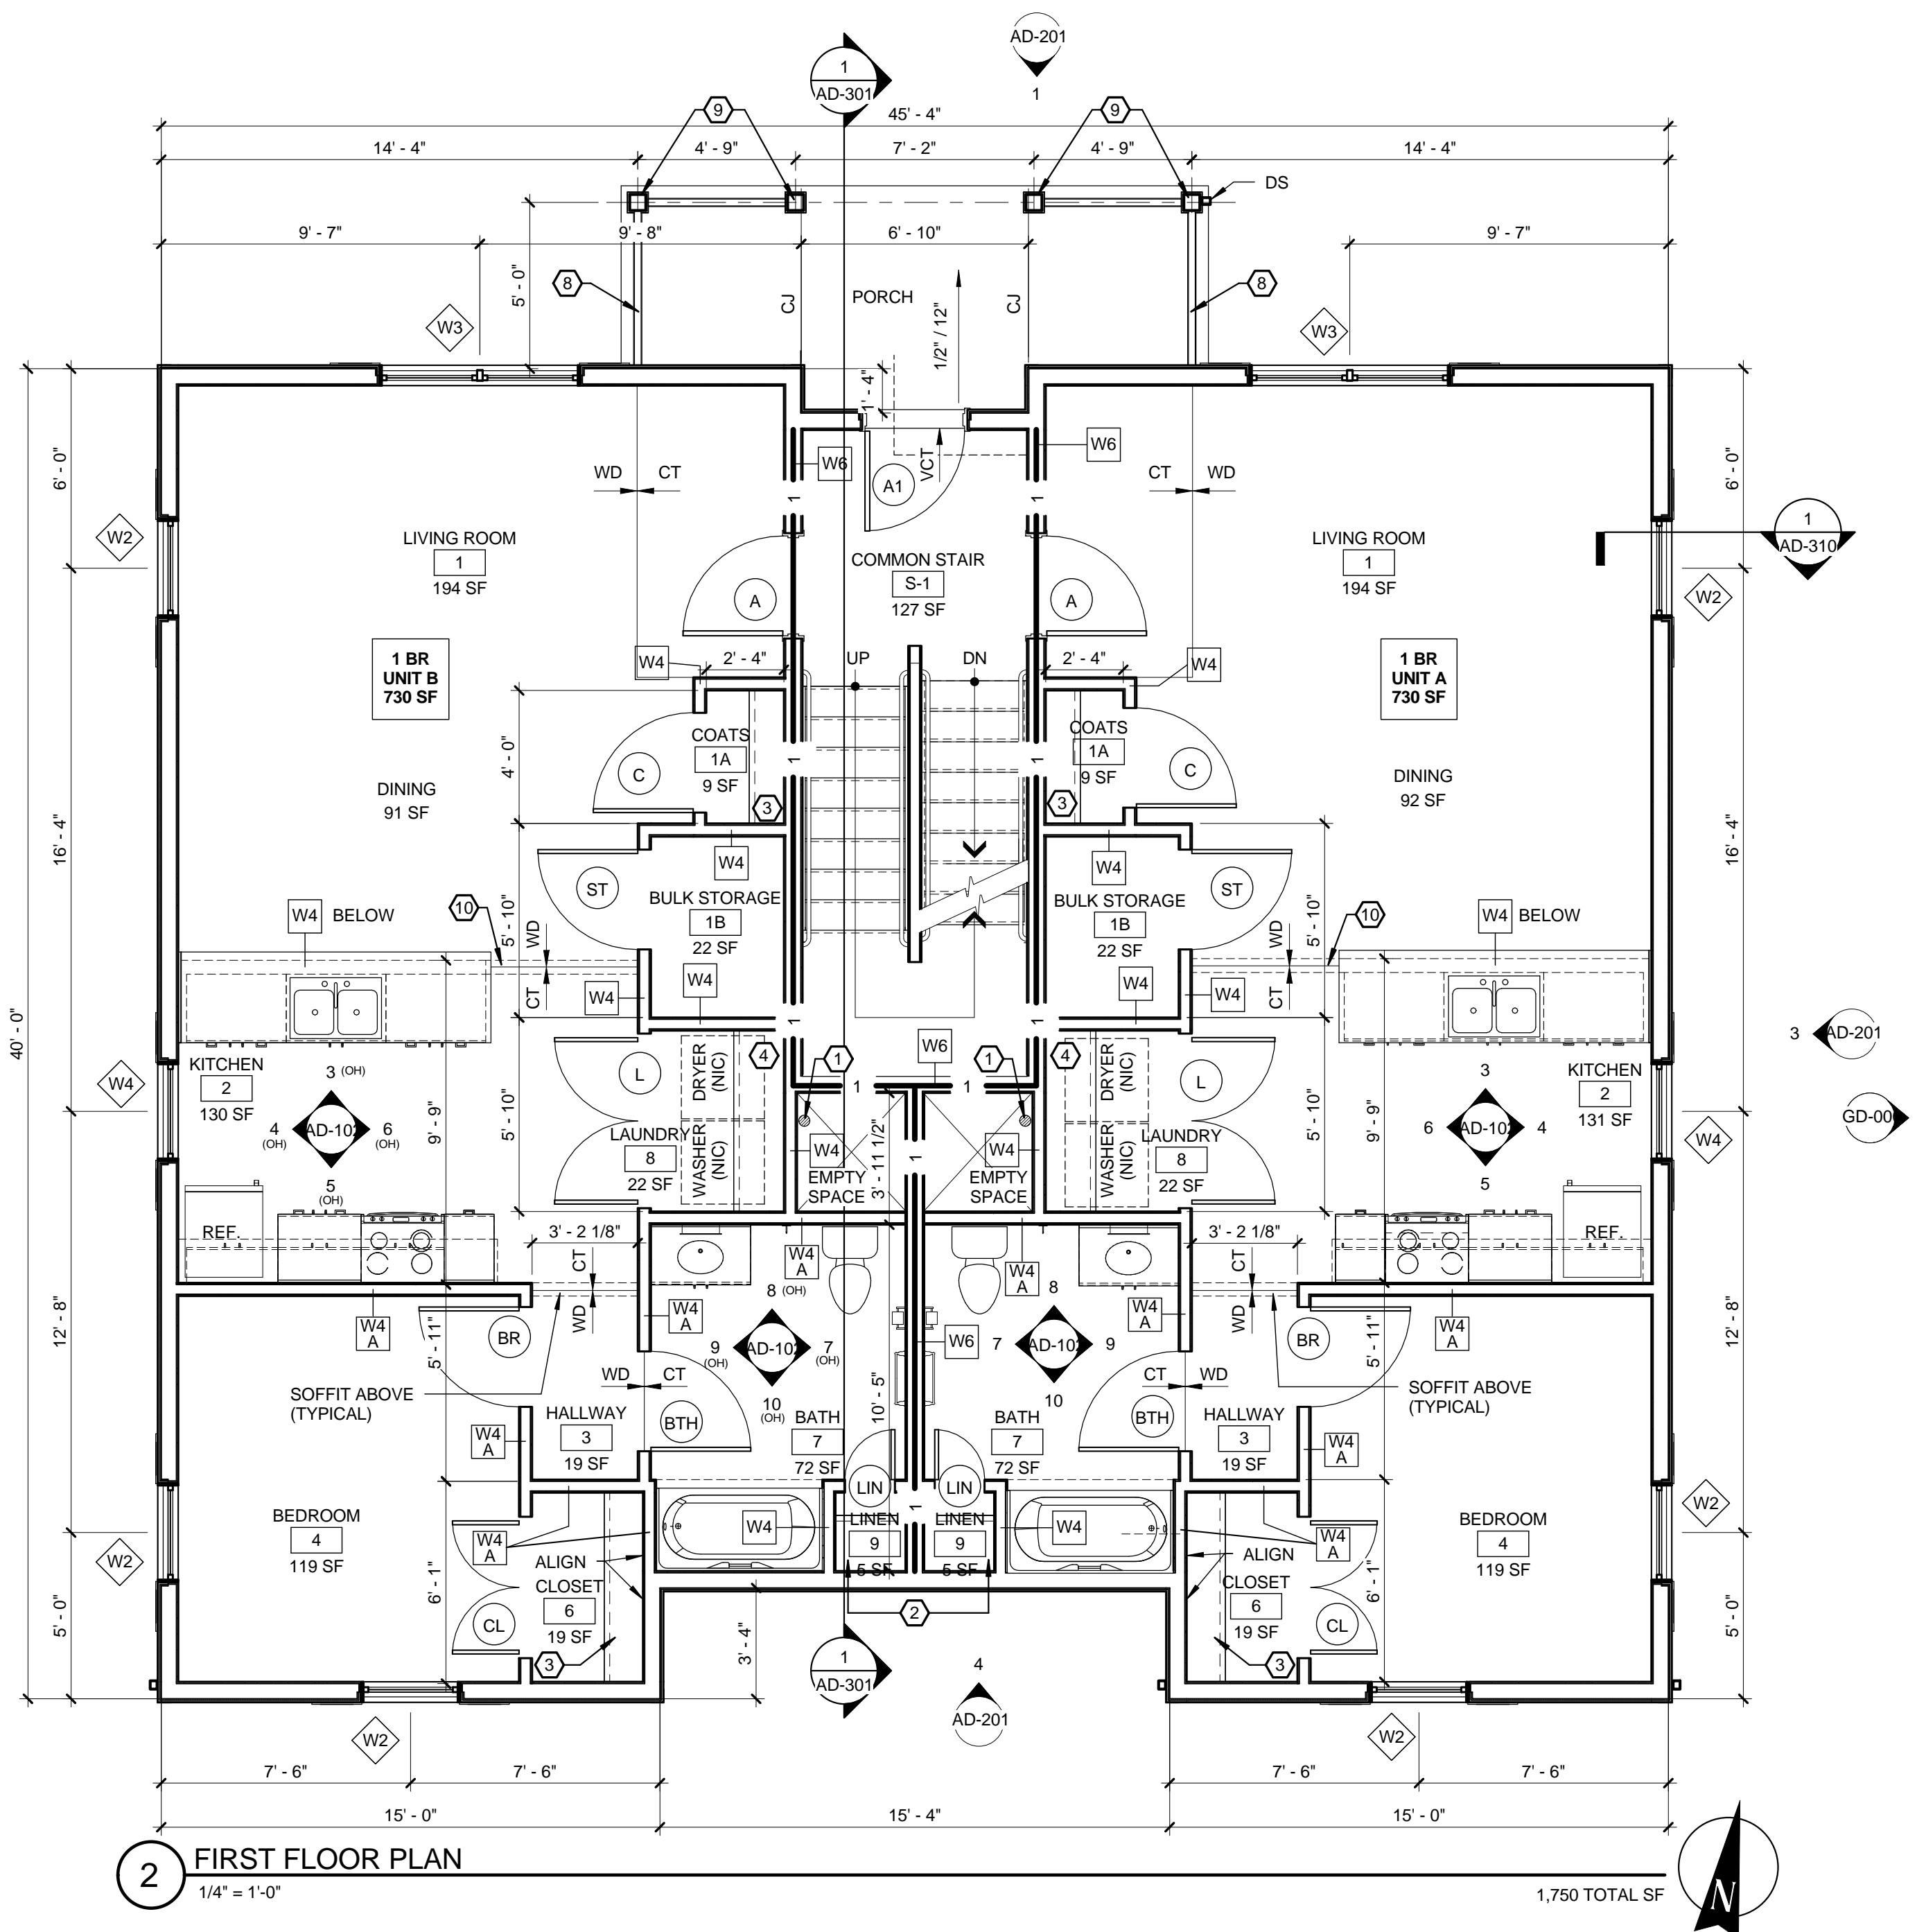 AD-201
1
1
AD-301
9
9
45' - 4"
14' - 4"
4' - 9"
7' - 2"
4' - 9"
14' - 4"
DS
9' - 7"
9' - 8"
6' - 10"
9' - 7"
5' - 0"
8
CJ
PORCH
CJ
1/2" / 12"
8
W3
W3
1' - 4"
6' - 0"
W6
W6
VCT
A1
WD
CT
CT
WD
1
1
6' - 0"
W2
LIVING ROOM
1
194 SF
COMMON STAIR
S-1
127 SF
LIVING ROOM
1
194 SF
1
AD-310
A
A
W2
1 BR
UNIT B
730 SF
W4
2' - 4"
UP
DN
2' - 4"
W4
1 BR
UNIT A
730 SF
4' - 0"
COATS
1A
9 SF
C
3
1
1
COATS
1A
9 SF
C
3
DINING
91 SF
DINING
92 SF
16' - 4"
16' - 4"
W4
W4
ST
ST
BULK STORAGE
1B
22 SF
BULK STORAGE
1B
22 SF
5' - 10"
5' - 10"
W4
BELOW
10
WD
CT
WD
CT
10
W4
BELOW
W4
W4
W4
W4
40' - 0"
1
1
KITCHEN
2
130 SF
3 (OH)
4
(OH)
AD-102
6
(OH)
5
(OH)
W4
9' - 9"
5' - 10"
L
DRYER
(NIC)
WASHER
(NIC)
4
LAUNDRY
8
22 SF
1
W6
1
1
1
W4
EMPTY
SPACE
3' - 11 1/2"
1
W4
EMPTY
SPACE
4
DRYER
(NIC)
WASHER
(NIC)
L
LAUNDRY
8
22 SF
5' - 10"
9' - 9"
3
6
AD-102
4
5
KITCHEN
2
131 SF
W4
3
AD-201
REF.
REF.
3' - 2 1/8"
CT
WD
3' - 2 1/8"
CT
WD
W4
A
W4
A
W4
A
W4
A
W4
A
W4
A
12' - 8"
12' - 8"
8 (OH)
9
(OH)
AD-102
7
(OH)
10
(OH)
W6
8
7
AD-102
9
10
BR
BR
5' - 11"
5' - 11"
SOFFIT ABOVE
(TYPICAL)
SOFFIT ABOVE
(TYPICAL)
WD
CT
CT
WD
HALLWAY
3
19 SF
BTH
BATH
7
72 SF
10' - 5"
BATH
7
72 SF
BTH
HALLWAY
3
19 SF
W4
A
W4
A
LIN
LIN
1
BEDROOM
4
119 SF
BEDROOM
4
119 SF
W2
W2
W4
A
W4
LINEN
9
5 SF
LINEN
9
5 SF
W4
W4
A
ALIGN
CLOSET
6
19 SF
ALIGN
CLOSET
6
19 SF
6' - 1"
6' - 1"
CL
CL
3
3
2
5' - 0"
5' - 0"
3' - 4"
1
AD-301
4
AD-201
W2
W2
7' - 6"
7' - 6"
7' - 6"
7' - 6"
15' - 0"
15' - 4"
15' - 0"
2
FIRST FLOOR PLAN
1/4" = 1'-0"
1,750 TOTAL SF
N